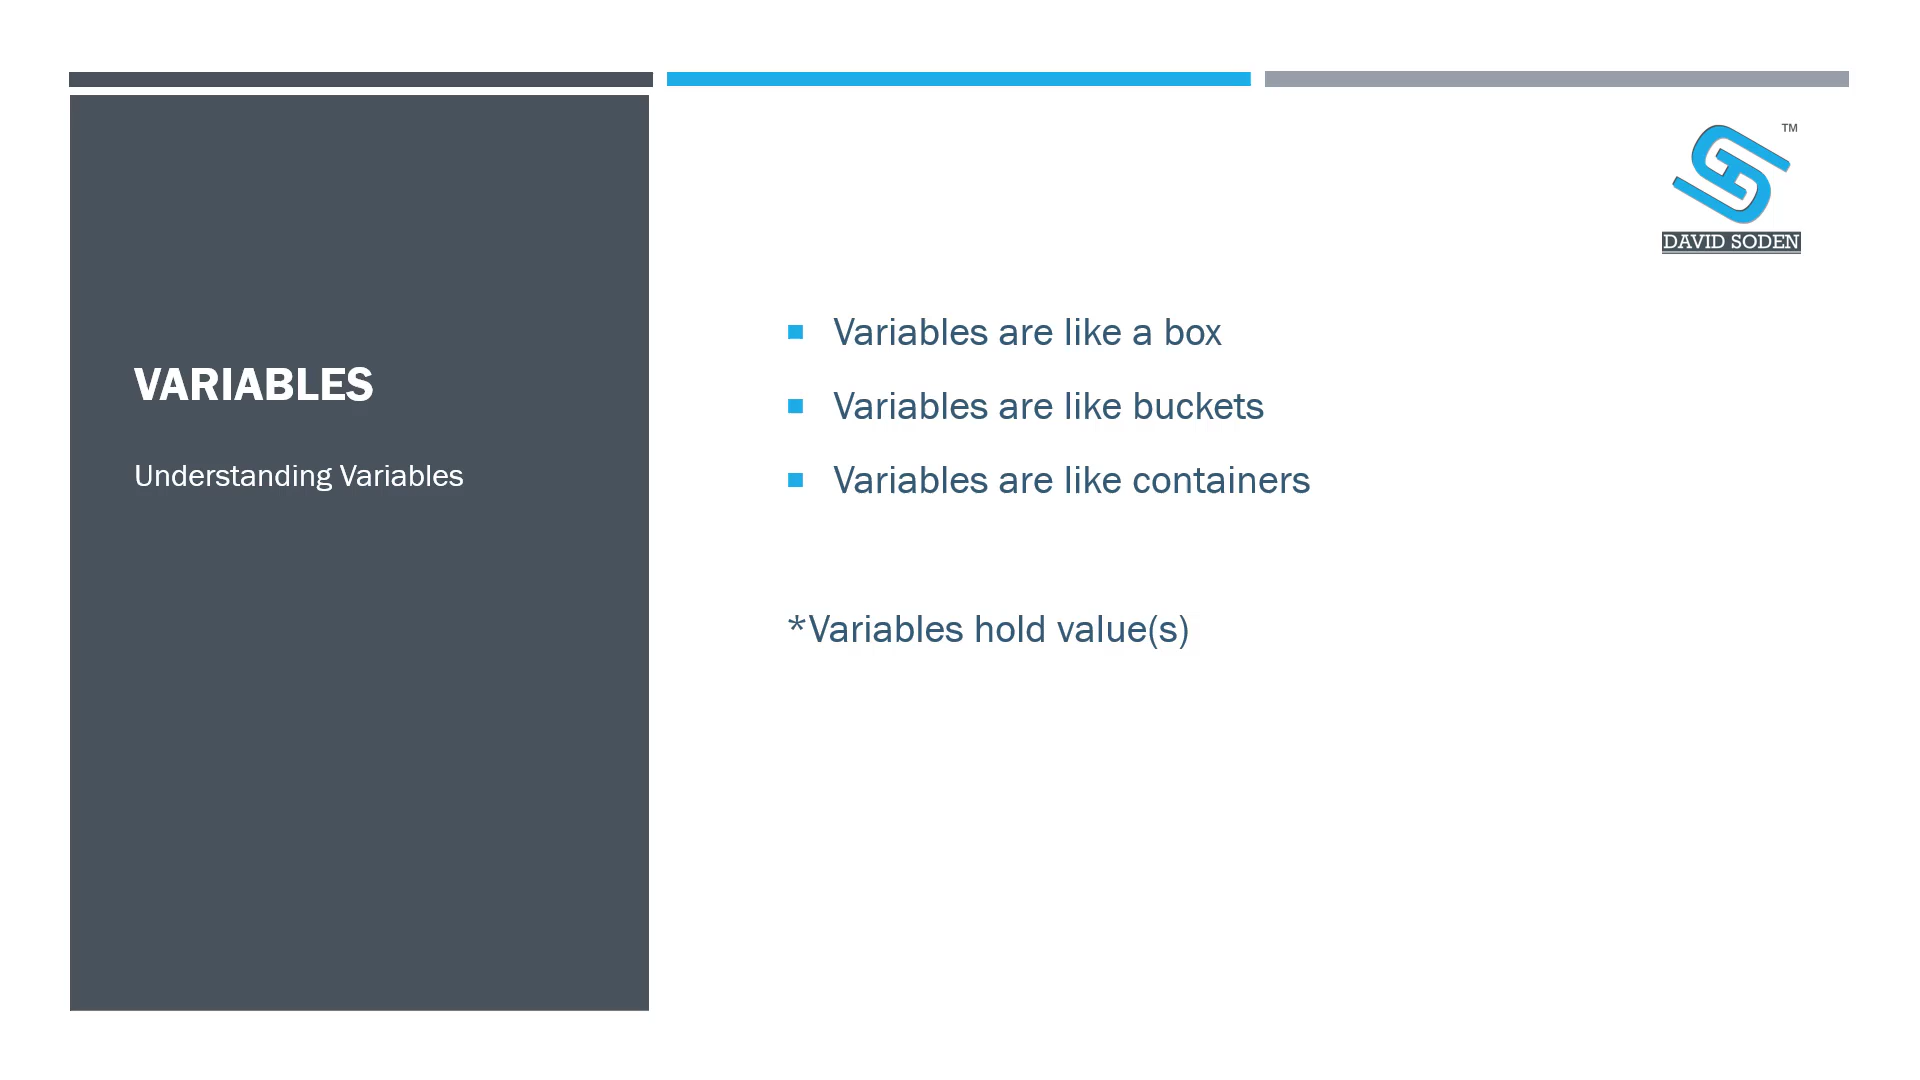 VARIABLES
Understanding Variables
TM
DAVID SODEN
Variables are like a box
Variables are like buckets
Variables are like containers
*Variables hold value(s)